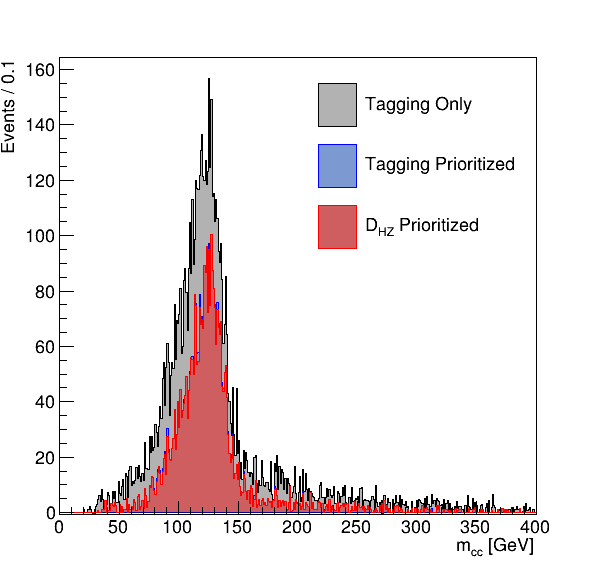 Events / 0.1
160
140
120
100
80
60
40
20
0
Tagging Only
Tagging Prioritized
D_HZ Prioritized
0 50 100 150 200 250 300 350 400
m_cc [GeV]